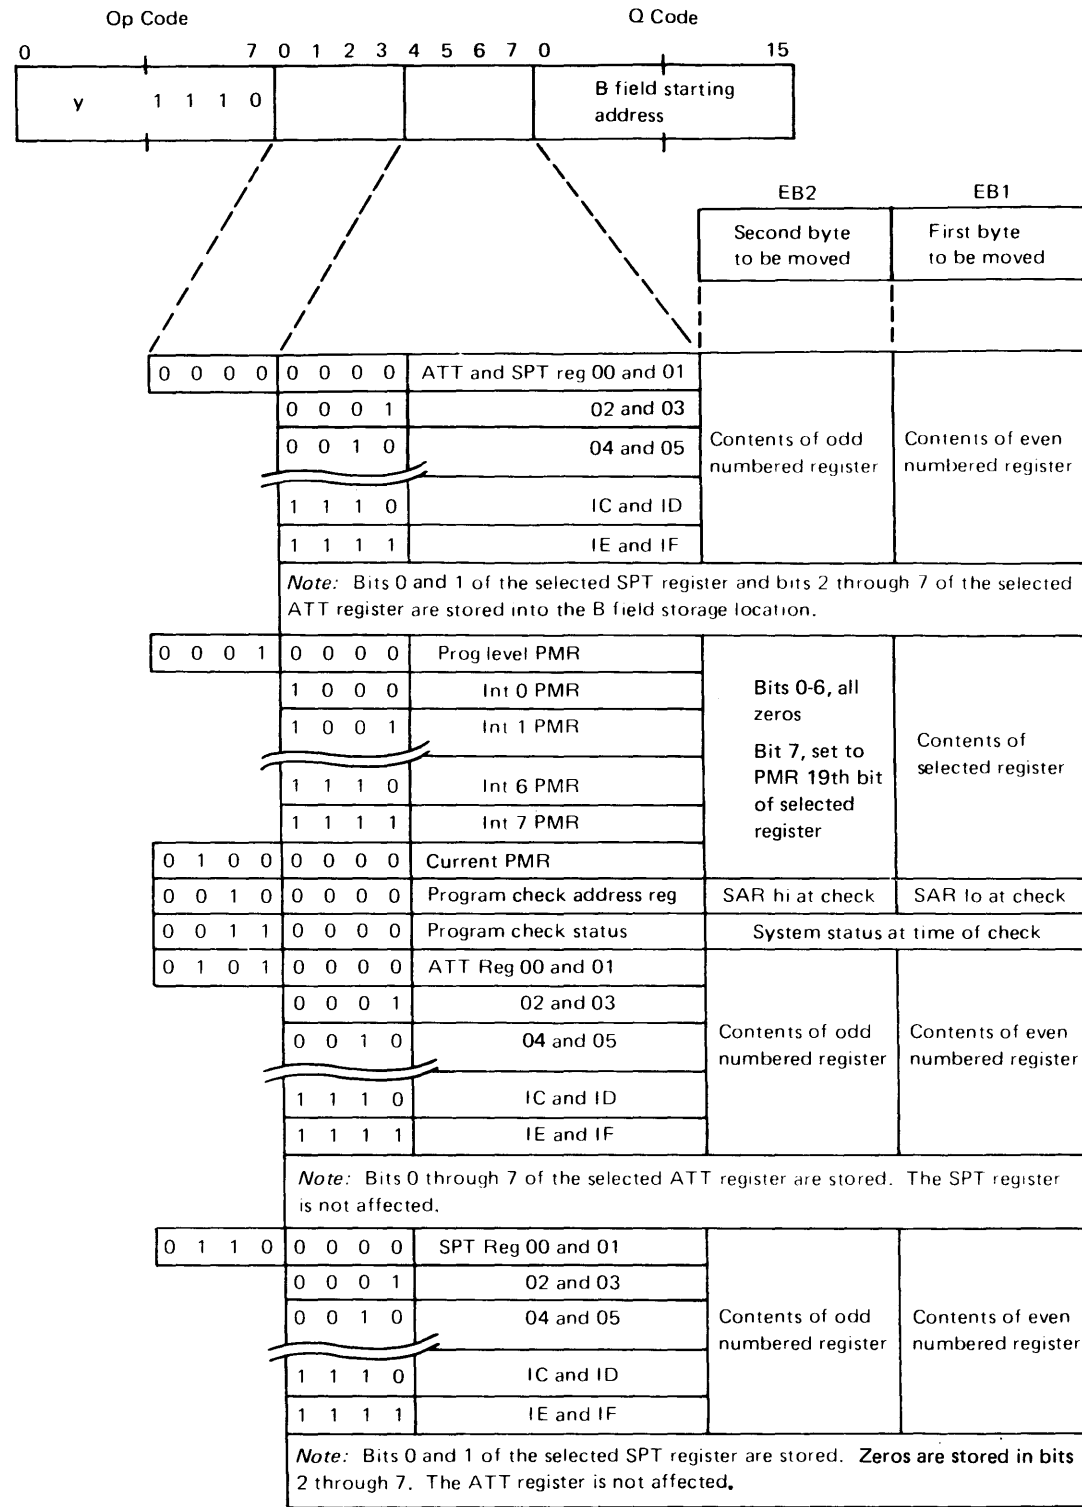 Op Code Q Code
0 7 0 1 2 3 4 5 6 7 0 15
y 1 1 1 0 B field starting
address
EB2 EB1
Second byte First byte
to be moved to be moved
0 0 0 0 0 0 0 0 ATT and SPT reg 00 and 01
0 0 0 1 02 and 03
0 0 1 0 04 and 05 Contents of odd Contents of even
numbered register numbered register
1 1 1 0 IC and ID
1 1 1 1 IE and IF
Note: Bits 0 and 1 of the selected SPT register and bits 2 through 7 of the selected
ATT register are stored into the B field storage location.
0 0 0 1 0 0 0 0 Prog level PMR
1 0 0 0 Int 0 PMR Bits 0-6, all
zeros
1 0 0 1 Int 1 PMR
Bit 7, set to Contents of
PMR 19th bit selected register
1 1 1 0 Int 6 PMR of selected
1 1 1 1 Int 7 PMR register
0 1 0 0 0 0 0 0 Current PMR
0 0 1 0 0 0 0 0 Program check address reg SAR hi at check SAR lo at check
0 0 1 1 0 0 0 0 Program check status System status at time of check
0 1 0 1 0 0 0 0 ATT Reg 00 and 01
0 0 0 1 02 and 03
0 0 1 0 04 and 05 Contents of odd Contents of even
numbered register numbered register
1 1 1 0 IC and ID
1 1 1 1 IE and IF
Note: Bits 0 through 7 of the selected ATT register are stored. The SPT register
is not affected.
0 1 1 0 0 0 0 0 SPT Reg 00 and 01
0 0 0 1 02 and 03
0 0 1 0 04 and 05 Contents of odd Contents of even
numbered register numbered register
1 1 1 0 IC and ID
1 1 1 1 IE and IF
Note: Bits 0 and 1 of the selected SPT register are stored. Zeros are stored in bits
2 through 7. The ATT register is not affected.